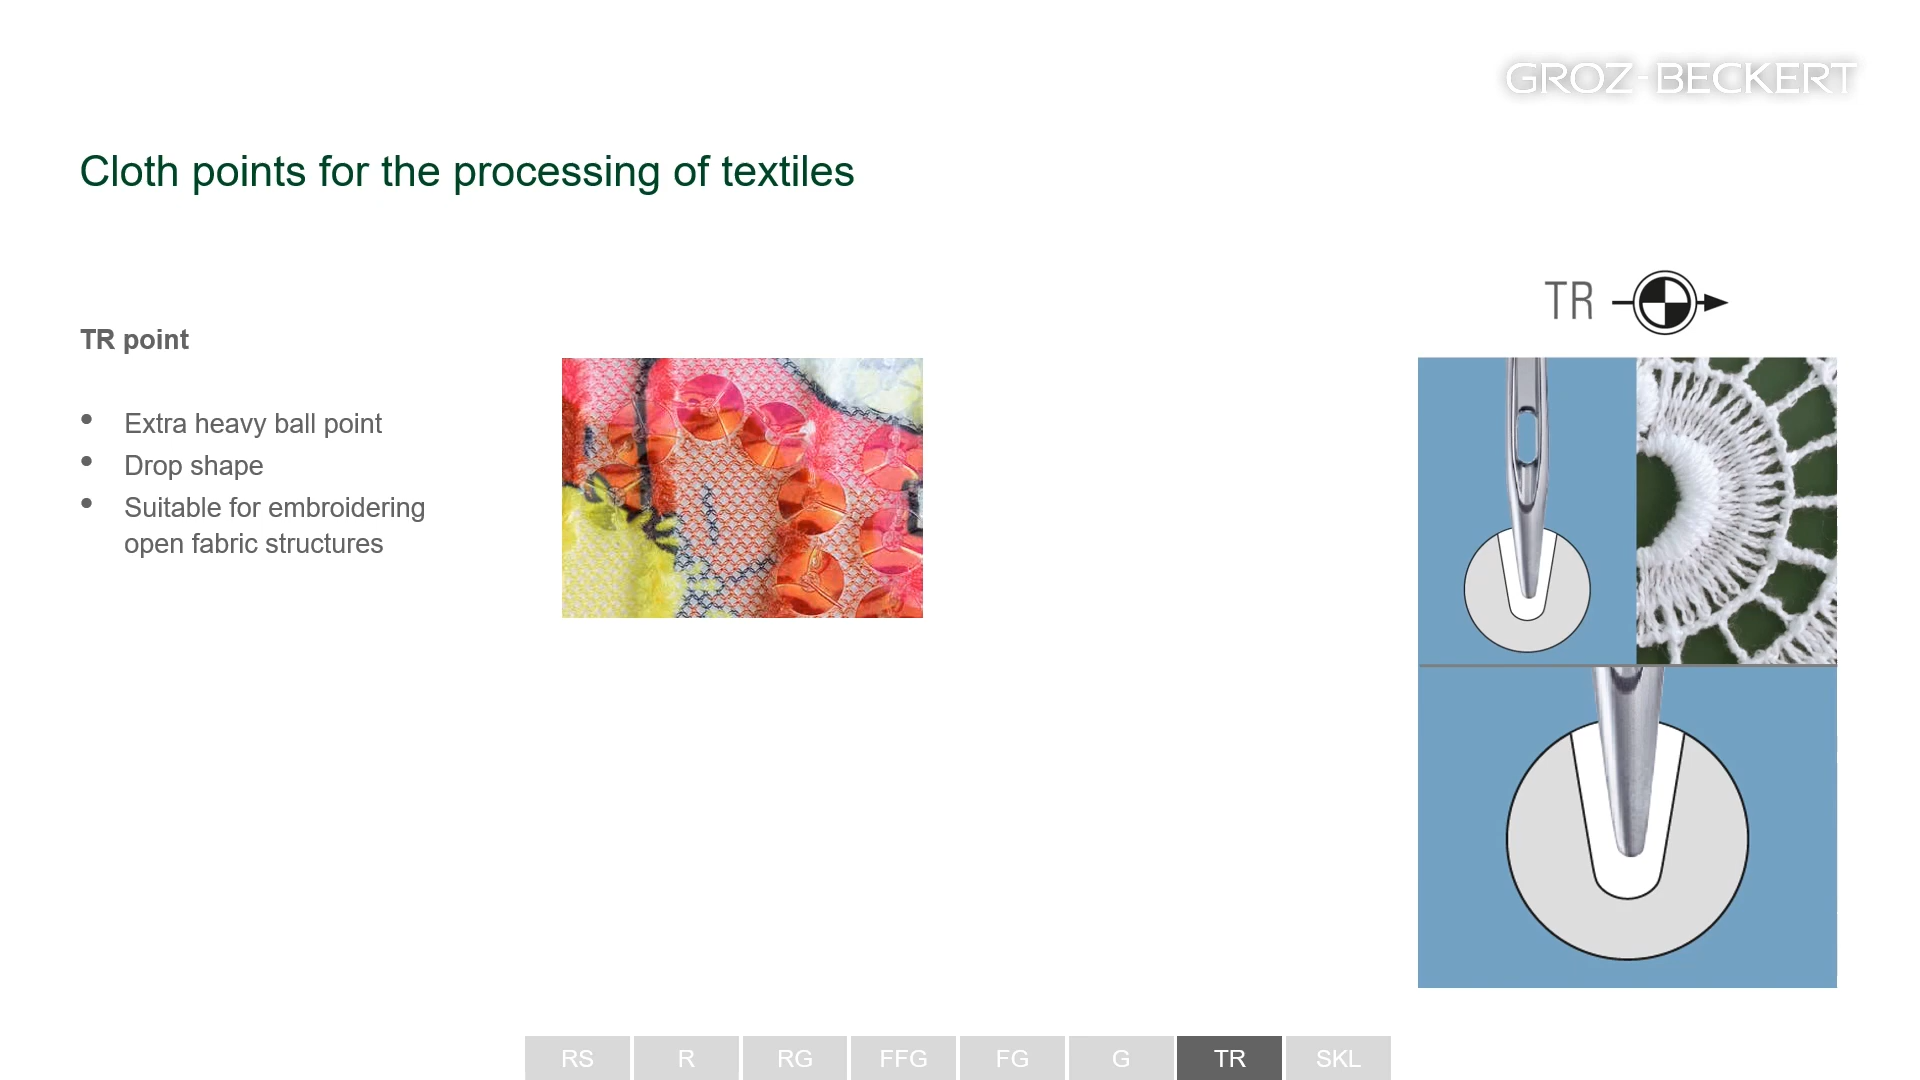 GROZ-BECKERT
Cloth points for the processing of textiles
TR
TR point
• Extra heavy ball point
• Drop shape
• Suitable for embroidering
open fabric structures
RS R RG FFG FG G TR SKL